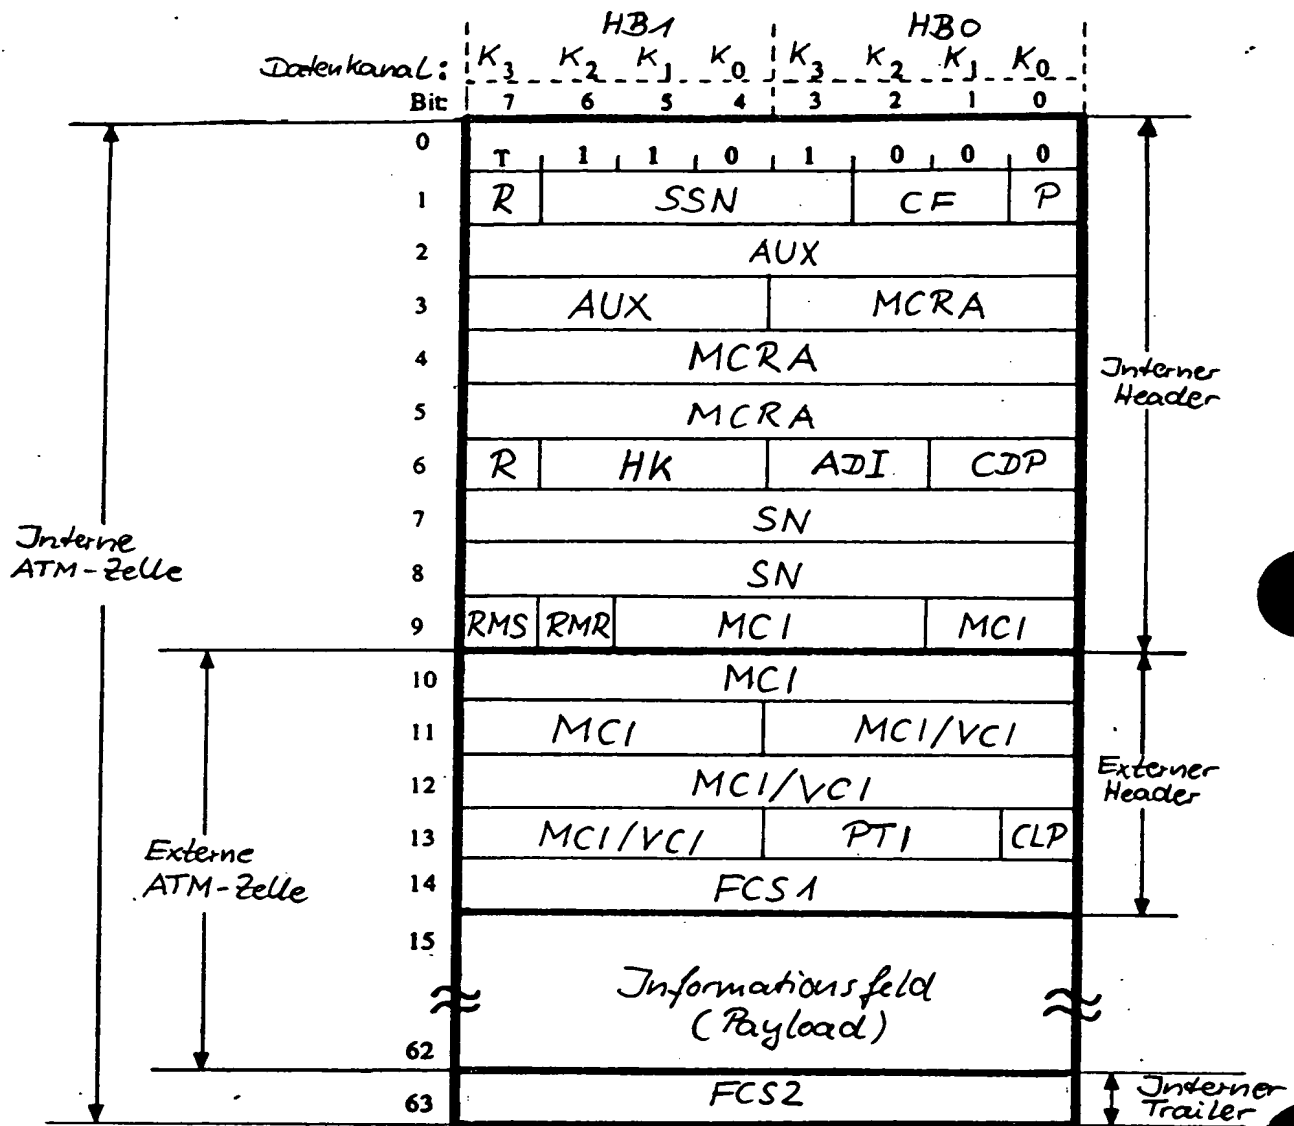 HB1 HB0
Datenkanal: K3 K2 K1 K0 K3 K2 K1 K0
Bit: 7 6 5 4 3 2 1 0
0 T 1 1 0 1 0 0 0
1 R SSN CF P
2 AUX
3 AUX MCRA
4 MCRA
Interner
Header
5 MCRA
6 R HK ADI CDP
7 SN
Interne
ATM-Zelle
8 SN
9 RMS RMR MCI MCI
10 MCI
11 MCI MCI/VCI
12 MCI/VCI
Externer
Header
13 MCI/VCI PTI CLP
Externe
ATM-Zelle
14 FCS1
15
Informationsfeld
(Payload)
62
63 FCS2
Interner
Trailer